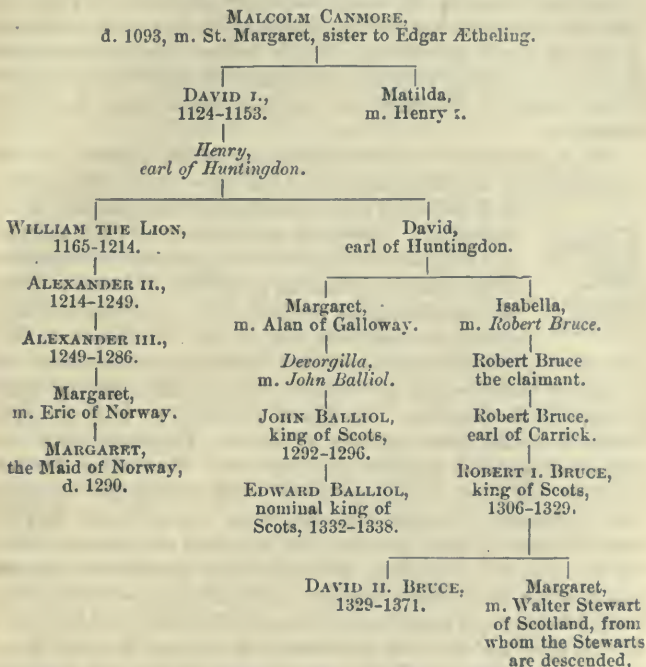 MALCOLM CANMORE,
d. 1093, m. St. Margaret, sister to Edgar Ætheling.
DAVID I.,
1124–1153.
Matilda,
m. Henry I.
Henry,
earl of Huntingdon.
WILLIAM THE LION,
1165-1214.
David,
earl of Huntingdon.
ALEXANDER II.,
1214–1249.
ALEXANDER III.,
1249–1286.
Margaret,
m. Eric of Norway.
MARGARET,
the Maid of Norway,
d. 1290.
Margaret,
m. Alan of Galloway.
Devorgilla,
m. John Balliol.
JOHN BALLIOL,
king of Scots,
1292–1296.
EDWARD BALLIOL,
nominal king of
Scots, 1332–1338.
Isabella,
m. Robert Bruce.
Robert Bruce
the claimant.
Robert Bruce.
earl of Carrick.
ROBERT I. BRUCE,
king of Scots,
1306–1329.
DAVID II. BRUCE,
1329–1371.
Margaret,
m. Walter Stewart
of Scotland, from
whom the Stewarts
are descended.